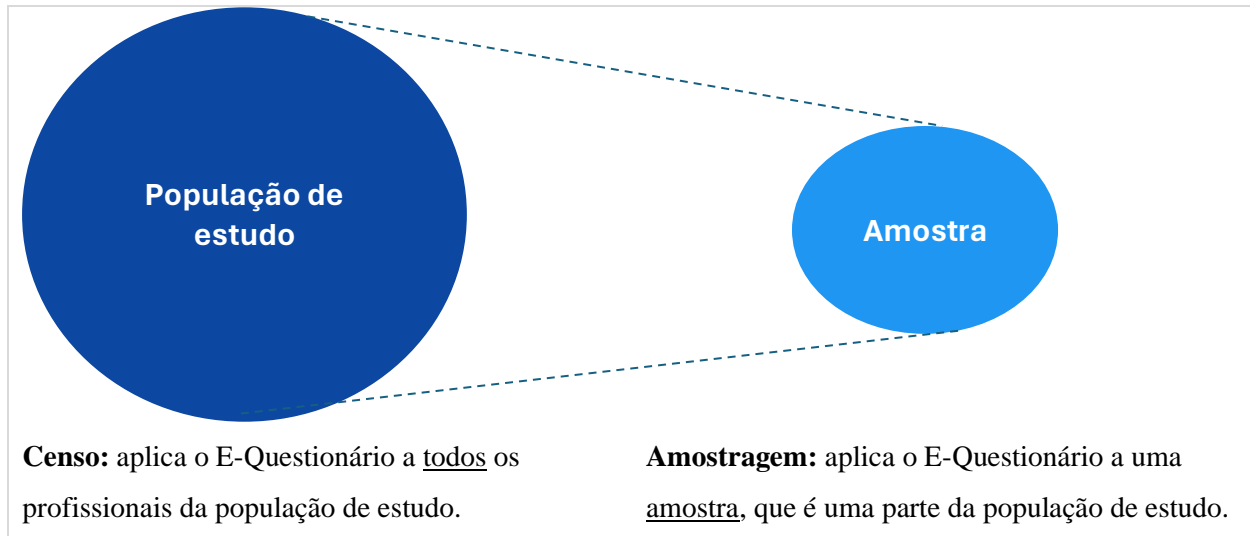 População de
estudo
Amostra
Censo: aplica o E-Questionário a todos os
profissionais da população de estudo.
Amostragem: aplica o E-Questionário a uma
amostra, que é uma parte da população de estudo.